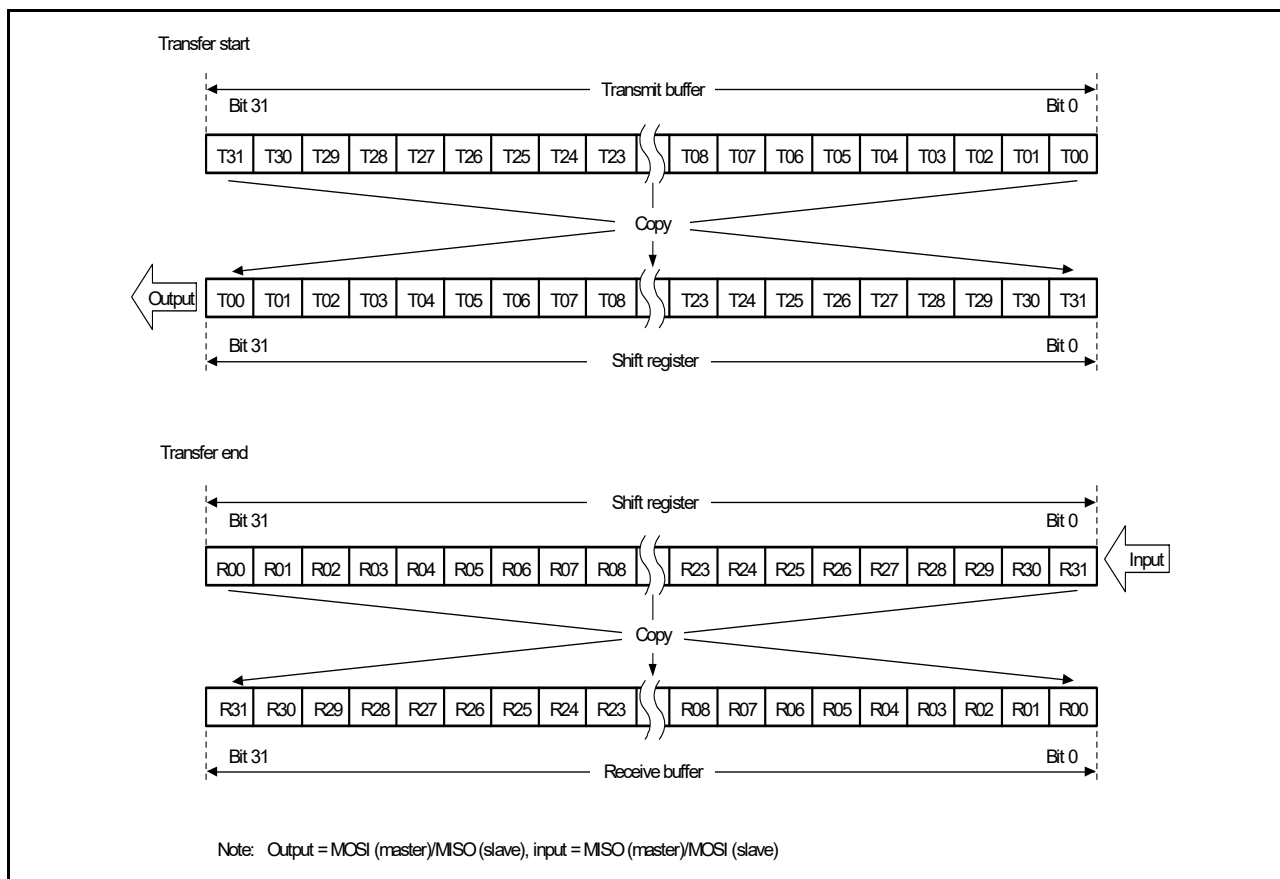 Transfer start
Transmit buffer
Bit 31 Bit 0
T31 T30 T29 T28 T27 T26 T25 T24 T23 T08 T07 T06 T05 T04 T03 T02 T01 T00
Copy
Output T00 T01 T02 T03 T04 T05 T06 T07 T08 T23 T24 T25 T26 T27 T28 T29 T30 T31
Bit 31 Bit 0
Shift register
Transfer end
Shift register
Bit 31 Bit 0
R00 R01 R02 R03 R04 R05 R06 R07 R08 R23 R24 R25 R26 R27 R28 R29 R30 R31 Input
Copy
R31 R30 R29 R28 R27 R26 R25 R24 R23 R08 R07 R06 R05 R04 R03 R02 R01 R00
Bit 31 Bit 0
Receive buffer
Note: Output = MOSI (master)/MISO (slave), input = MISO (master)/MOSI (slave)